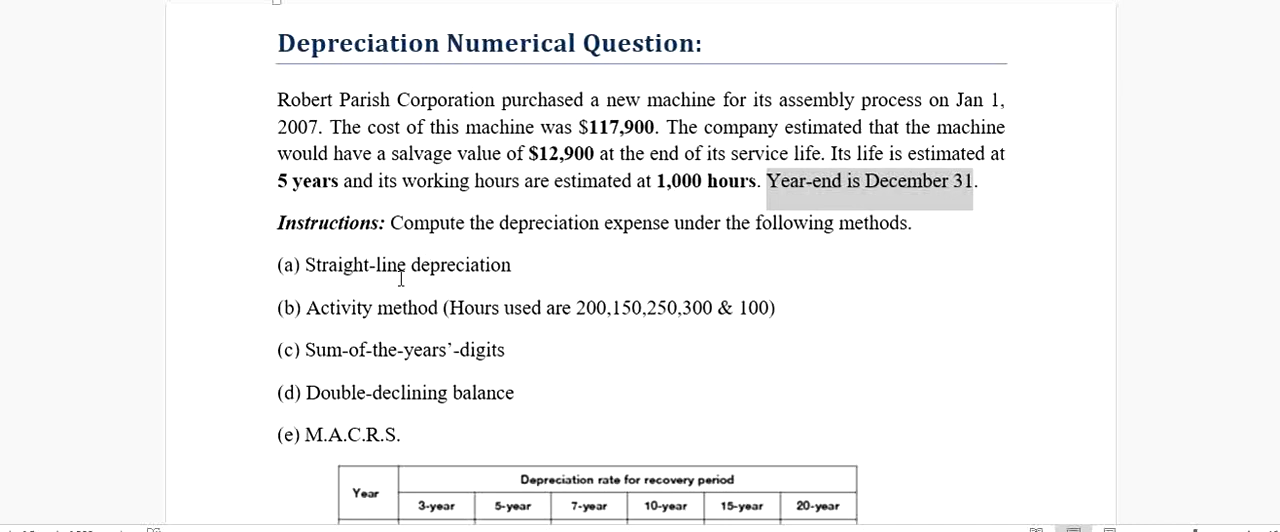 Depreciation Numerical Question:
Robert Parish Corporation purchased a new machine for its assembly process on Jan 1,
2007. The cost of this machine was $117,900. The company estimated that the machine
would have a salvage value of $12,900 at the end of its service life. Its life is estimated at
5 years and its working hours are estimated at 1,000 hours. Year-end is December 31.
Instructions: Compute the depreciation expense under the following methods.
(a) Straight-line depreciation
(b) Activity method (Hours used are 200,150,250,300 & 100)
(c) Sum-of-the-years’-digits
(d) Double-declining balance
(e) M.A.C.R.S.
Year
Depreciation rate for recovery period
3-year 5-year 7-year 10-year 15-year 20-year